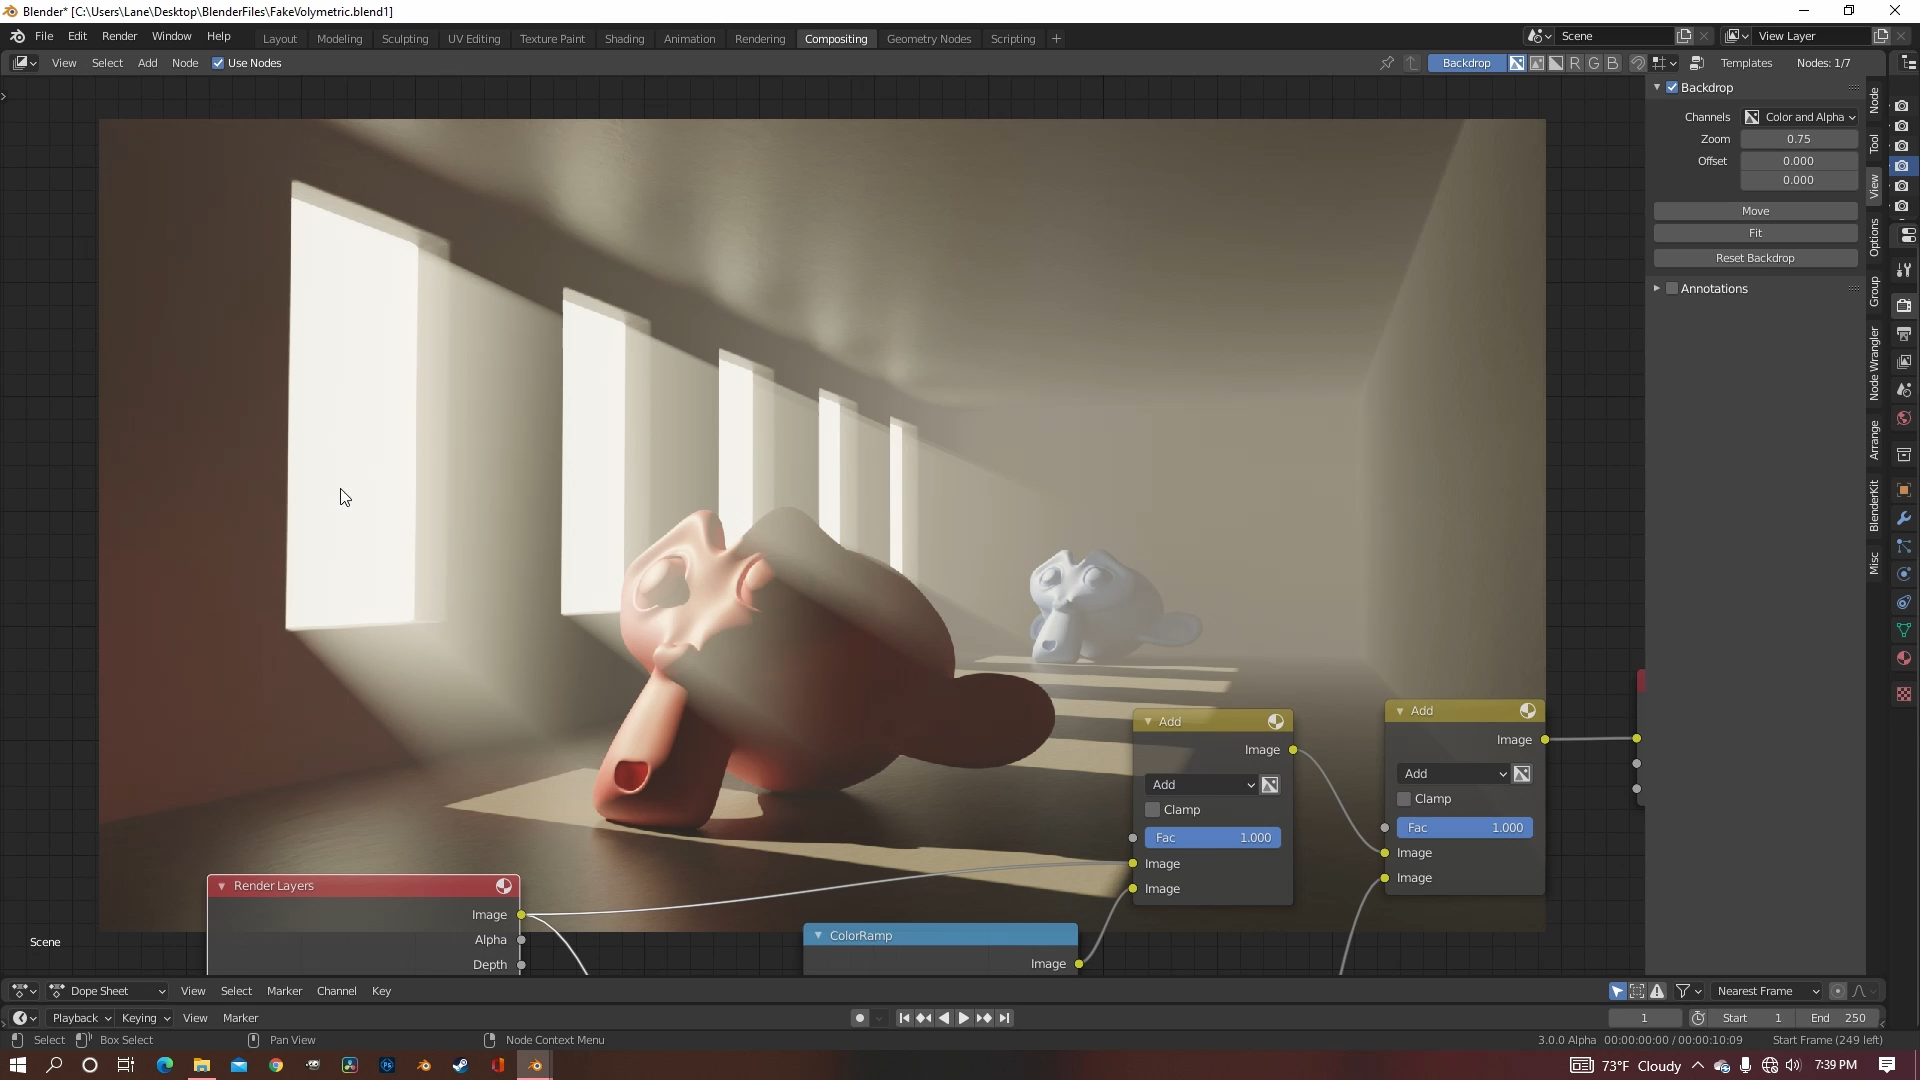 Blender* [C:\Users\Lane\Desktop\BlenderFiles\FakeVolymetric.blend1]
File Edit Render Window Help Layout Modeling Sculpting UV Editing Texture Paint Shading Animation Rendering Compositing Geometry Nodes Scripting + Scene View Layer
View Select Add Node Use Nodes Backdrop R G B Templates Nodes: 1/7
Backdrop
Channels Color and Alpha
Zoom 0.75
Offset 0.000
0.000
Move
Fit
Reset Backdrop
Annotations
Node
Tool
View
Options
Group
Node Wrangler
Arrange
BlenderKit
Misc
Add
Image
Add
Clamp
Fac 1.000
Image
Image
Add
Image
Add
Clamp
Fac 1.000
Image
Image
Render Layers
Image
Alpha
Depth
ColorRamp
Image
Scene
Dope Sheet View Select Marker Channel Key Nearest Frame
Playback Keying View Marker 1 Start 1 End 250
Select Box Select Pan View Node Context Menu 3.0.0 Alpha 00:00:00:00 / 00:00:10:09 Start Frame (249 left)
73°F Cloudy 7:39 PM